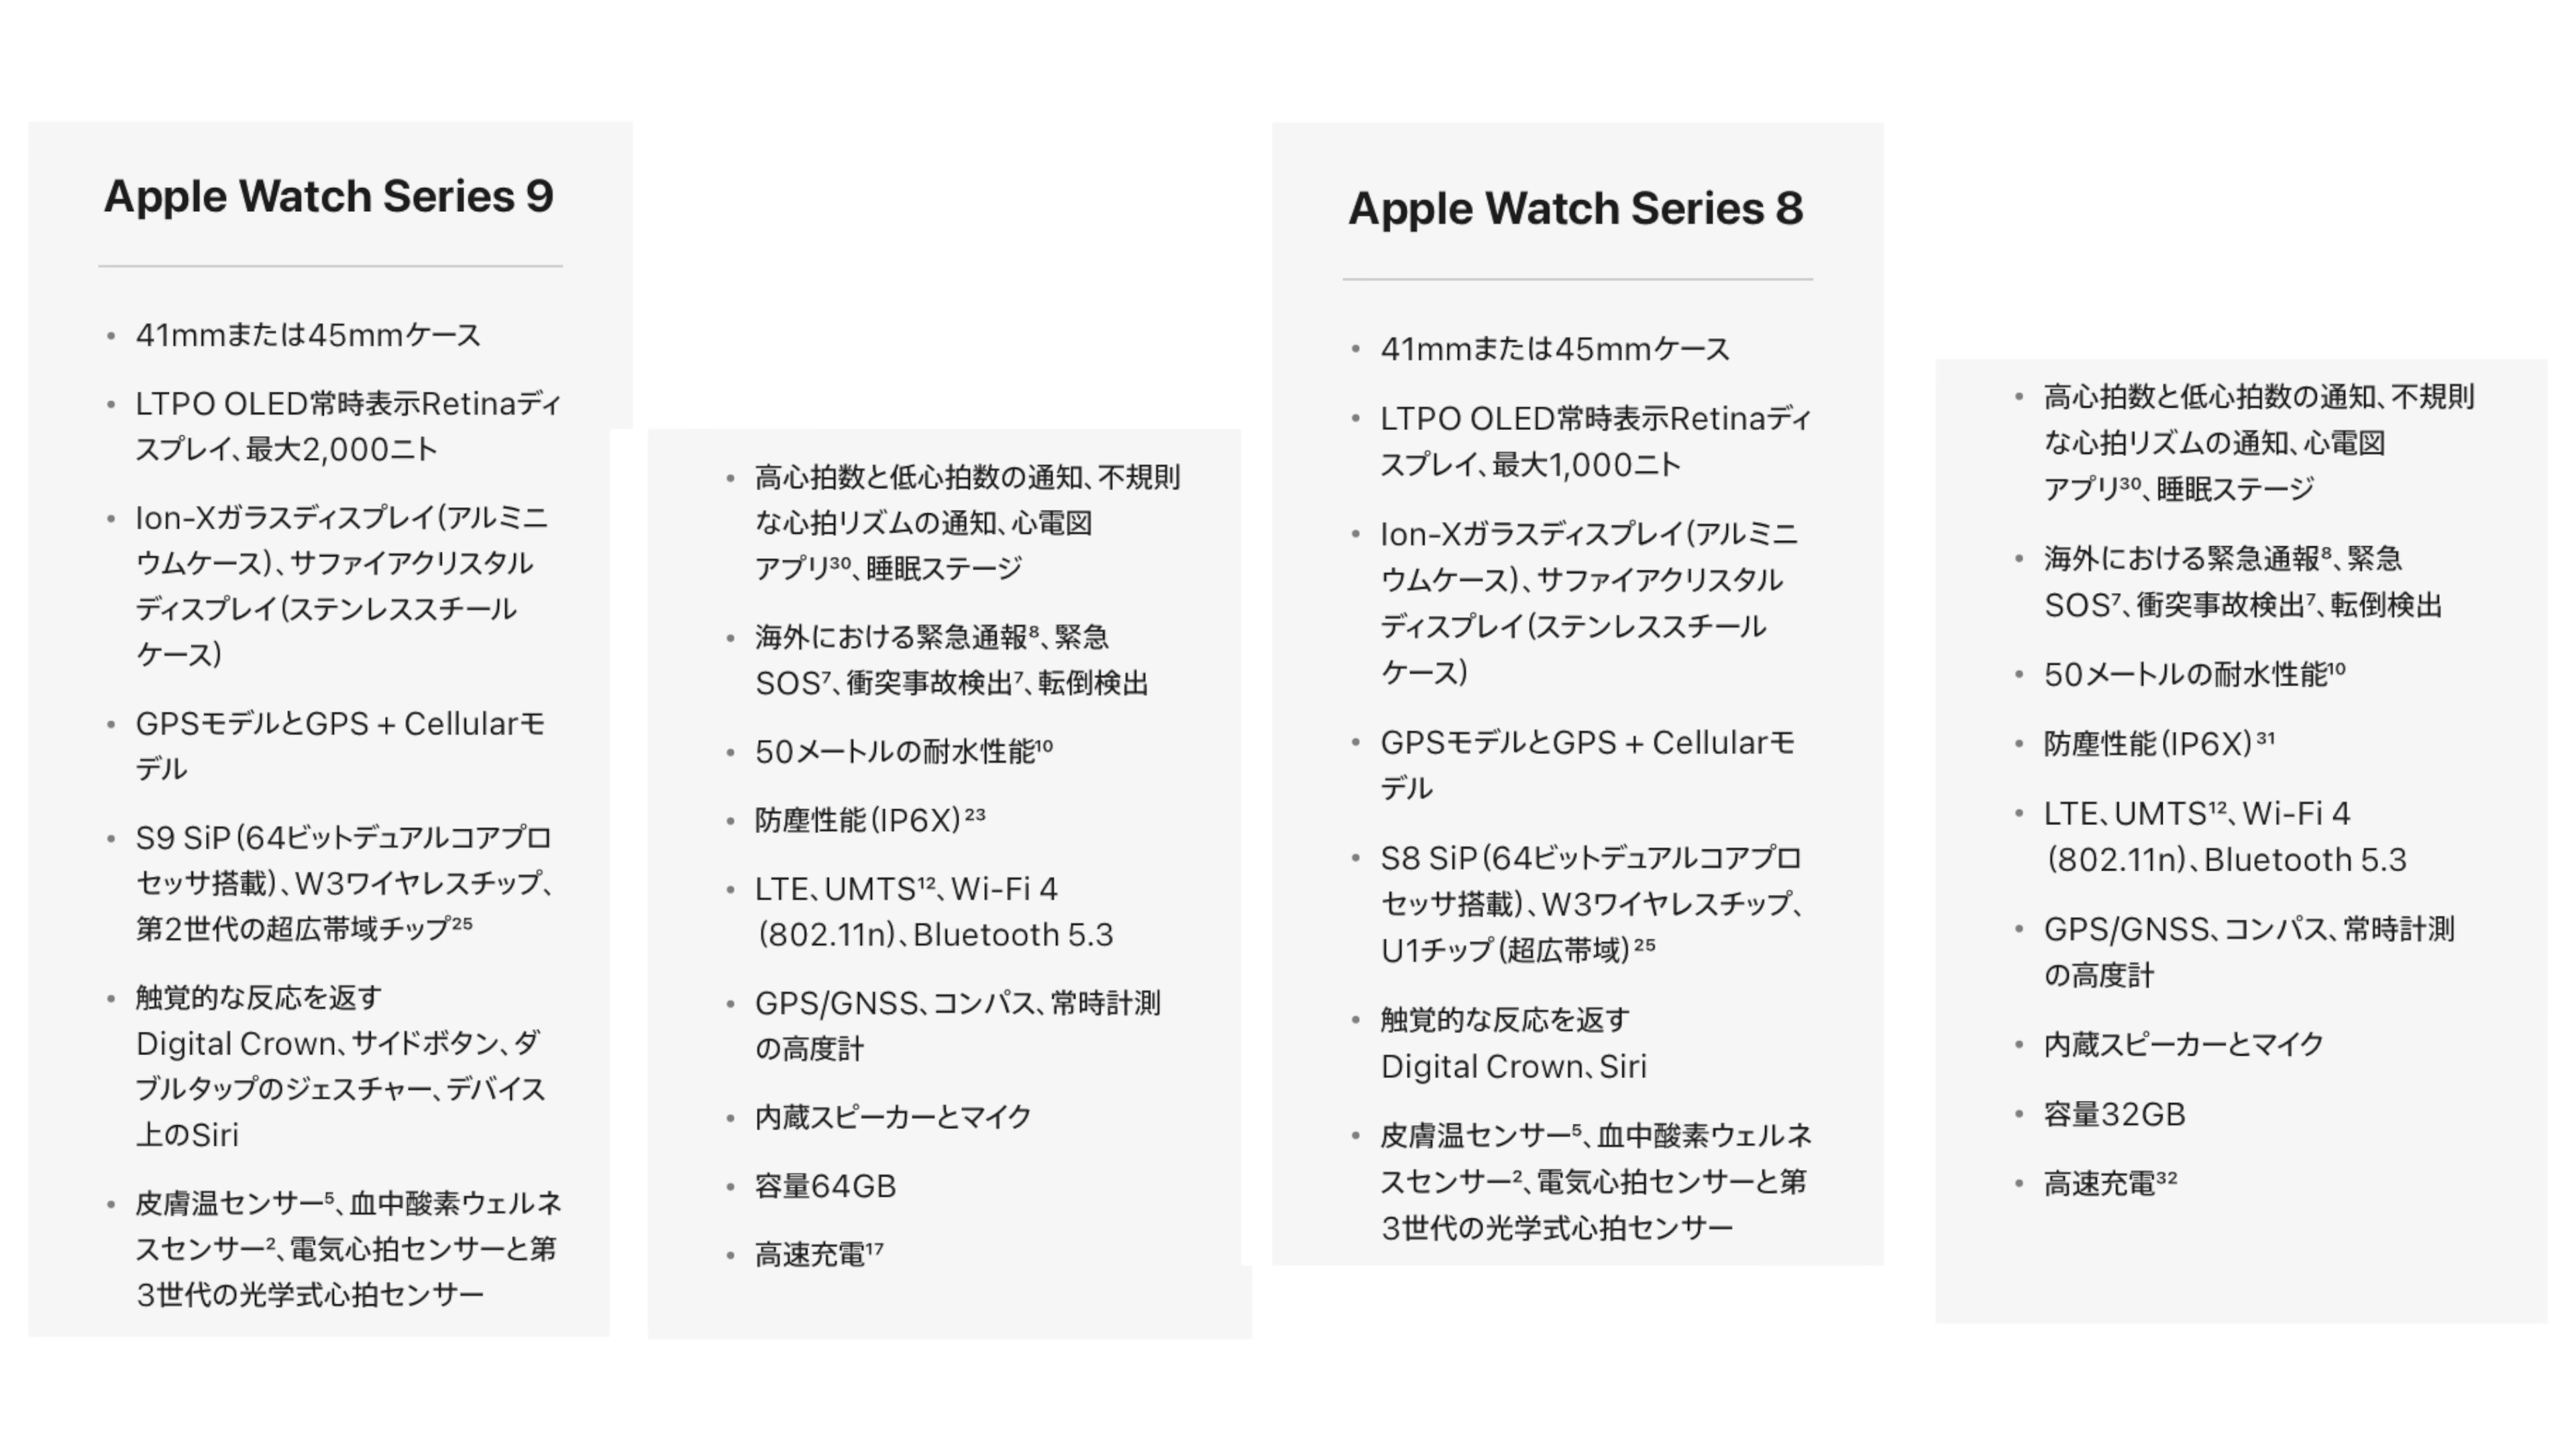 Apple Watch Series 9
• 41mmまたは45mmケース
• LTPO OLED常時表示Retinaディ
スプレイ、最大2,000ニト
• Ion-Xガラスディスプレイ(アルミニ
ウムケース)、サファイアクリスタル
ディスプレイ(ステンレススチール
ケース)
• GPSモデルとGPS + Cellularモ
デル
• S9 SiP(64ビットデュアルコアプロ
セッサ搭載)、W3ワイヤレスチップ、
第2世代の超広帯域チップ²⁵
• 触覚的な反応を返す
Digital Crown、サイドボタン、ダ
ブルタップのジェスチャー、デバイス
上のSiri
• 皮膚温センサー⁵、血中酸素ウェルネ
スセンサー²、電気心拍センサーと第
3世代の光学式心拍センサー
• 高心拍数と低心拍数の通知、不規則
な心拍リズムの通知、心電図
アプリ³⁰、睡眠ステージ
• 海外における緊急通報⁸、緊急
SOS⁷、衝突事故検出⁷、転倒検出
• 50メートルの耐水性能¹⁰
• 防塵性能(IP6X)²³
• LTE、UMTS¹²、Wi-Fi 4
(802.11n)、Bluetooth 5.3
• GPS/GNSS、コンパス、常時計測
の高度計
• 内蔵スピーカーとマイク
• 容量64GB
• 高速充電¹⁷
Apple Watch Series 8
• 41mmまたは45mmケース
• LTPO OLED常時表示Retinaディ
スプレイ、最大1,000ニト
• Ion-Xガラスディスプレイ(アルミニ
ウムケース)、サファイアクリスタル
ディスプレイ(ステンレススチール
ケース)
• GPSモデルとGPS + Cellularモ
デル
• S8 SiP(64ビットデュアルコアプロ
セッサ搭載)、W3ワイヤレスチップ、
U1チップ(超広帯域)²⁵
• 触覚的な反応を返す
Digital Crown、Siri
• 皮膚温センサー⁵、血中酸素ウェルネ
スセンサー²、電気心拍センサーと第
3世代の光学式心拍センサー
• 高心拍数と低心拍数の通知、不規則
な心拍リズムの通知、心電図
アプリ³⁰、睡眠ステージ
• 海外における緊急通報⁸、緊急
SOS⁷、衝突事故検出⁷、転倒検出
• 50メートルの耐水性能¹⁰
• 防塵性能(IP6X)³¹
• LTE、UMTS¹²、Wi-Fi 4
(802.11n)、Bluetooth 5.3
• GPS/GNSS、コンパス、常時計測
の高度計
• 内蔵スピーカーとマイク
• 容量32GB
• 高速充電³²